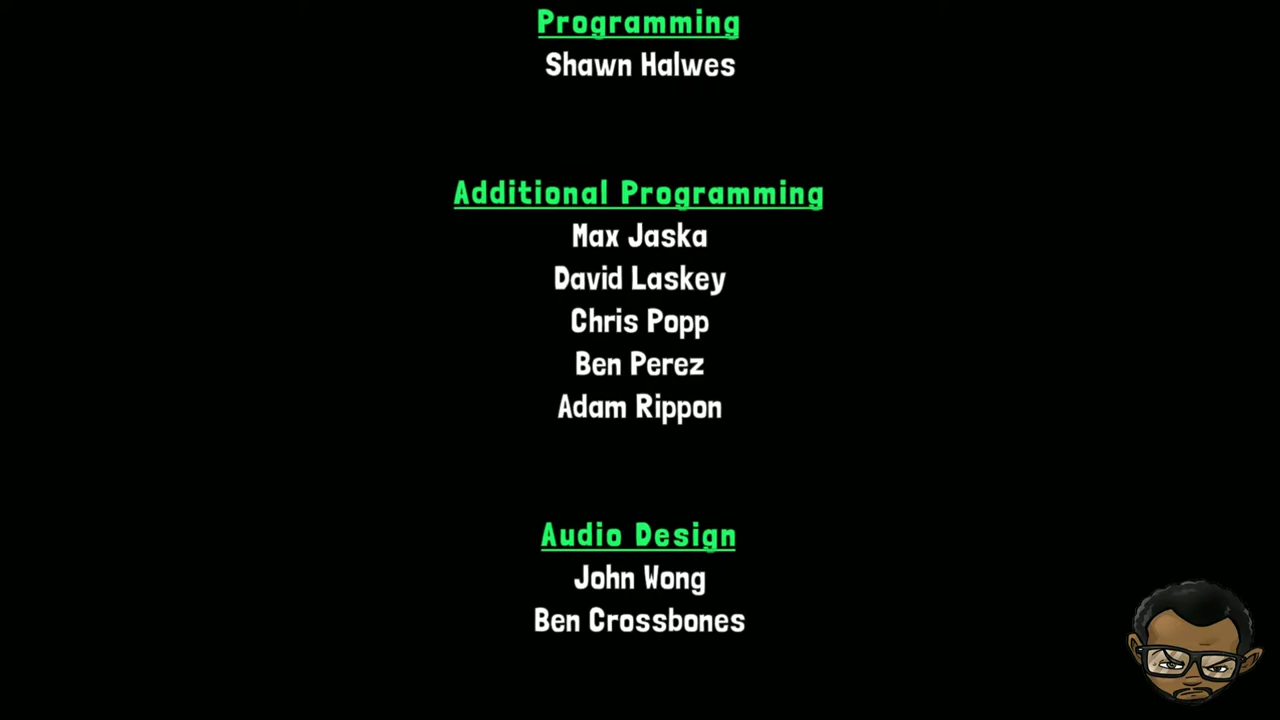 Programming
Shawn Halwes
Additional Programming
Max Jaska
David Laskey
Chris Popp
Ben Perez
Adam Rippon
Audio Design
John Wong
Ben Crossbones